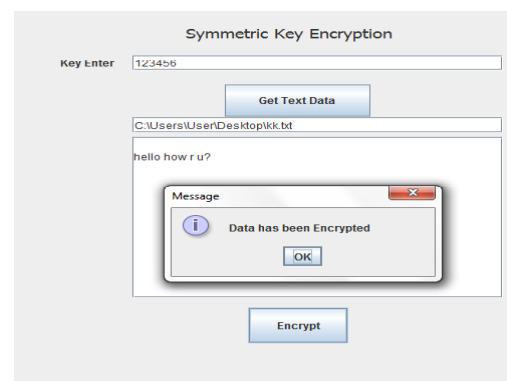 Symmetric Key Encryption
Key Enter 123456
Get Text Data
C:\Users\User\Desktop\kk.txt
hello how r u?
Message
Data has been Encrypted
OK
Encrypt